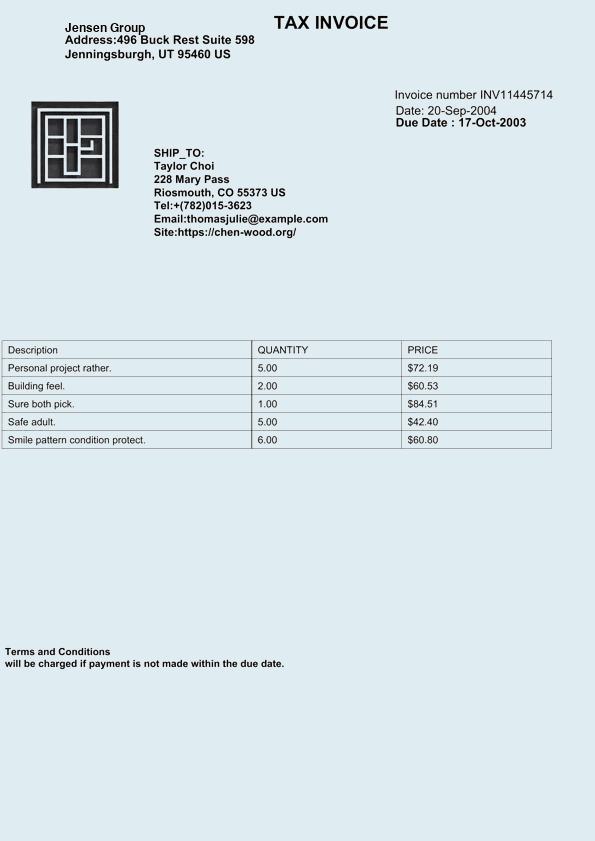 TAX INVOICE
Jensen Group
Address:496 Buck Rest Suite 598
Jenningsburgh, UT 95460 US
Invoice number INV11445714
Date: 20-Sep-2004
Due Date : 17-Oct-2003
SHIP_TO:
Taylor Choi
228 Mary Pass
Riosmouth, CO 55373 US
Tel:+(782)015-3623
Email:thomasjulie@example.com
Site:https://chen-wood.org/
Description QUANTITY PRICE
Personal project rather. 5.00 $72.19
Building feel. 2.00 $60.53
Sure both pick. 1.00 $84.51
Safe adult. 5.00 $42.40
Smile pattern condition protect. 6.00 $60.80
Terms and Conditions
will be charged if payment is not made within the due date.